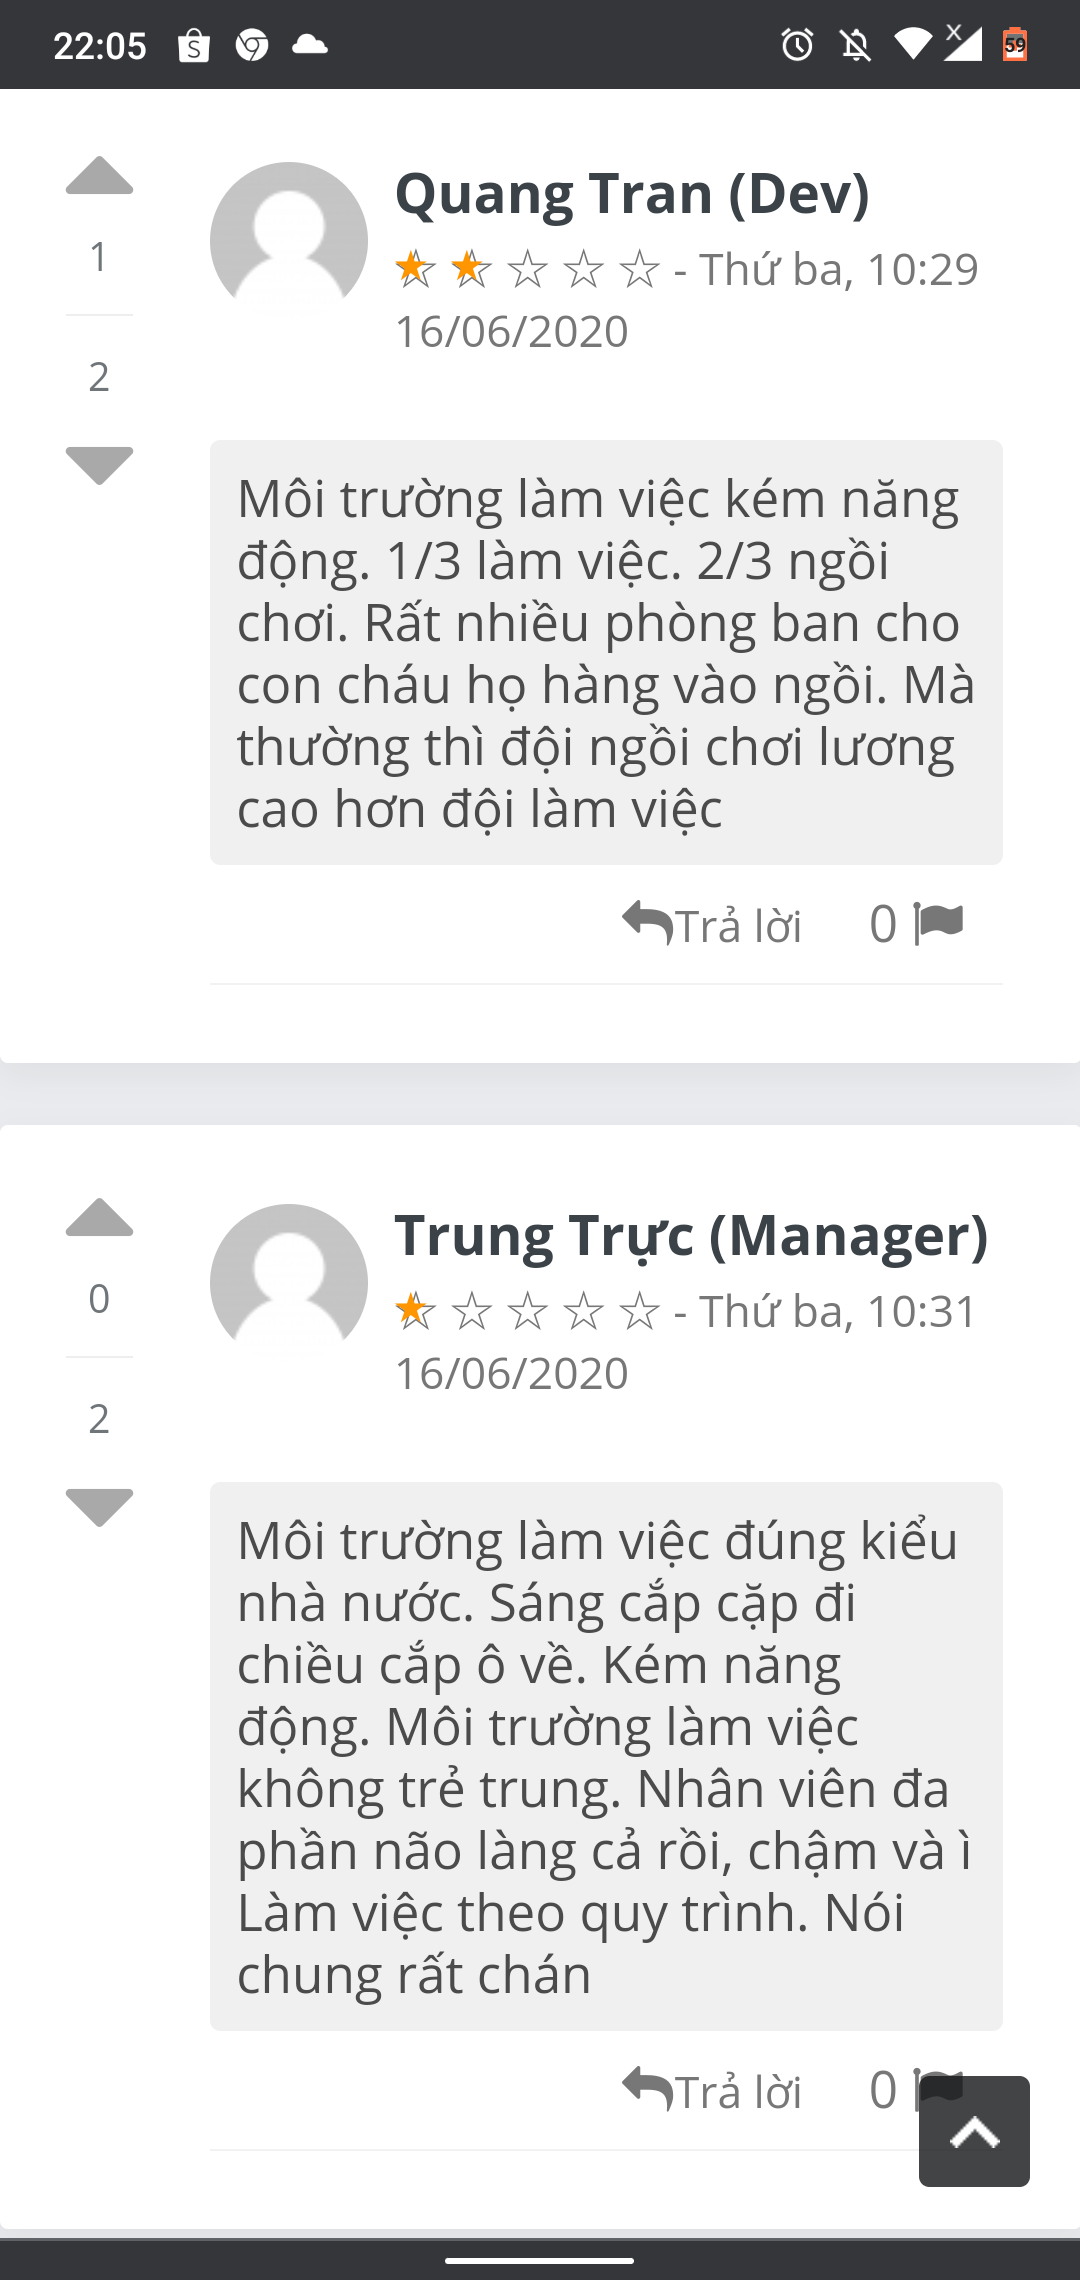 22:05
59
1
2
Quang Tran (Dev)
- Thứ ba, 10:29
16/06/2020
Môi trường làm việc kém năng
động. 1/3 làm việc. 2/3 ngồi
chơi. Rất nhiều phòng ban cho
con cháu họ hàng vào ngồi. Mà
thường thì đội ngồi chơi lương
cao hơn đội làm việc
Trả lời 0
0
2
Trung Trực (Manager)
- Thứ ba, 10:31
16/06/2020
Môi trường làm việc đúng kiểu
nhà nước. Sáng cắp cặp đi
chiều cắp ô về. Kém năng
động. Môi trường làm việc
không trẻ trung. Nhân viên đa
phần não làng cả rồi, chậm và ì
Làm việc theo quy trình. Nói
chung rất chán
Trả lời 0